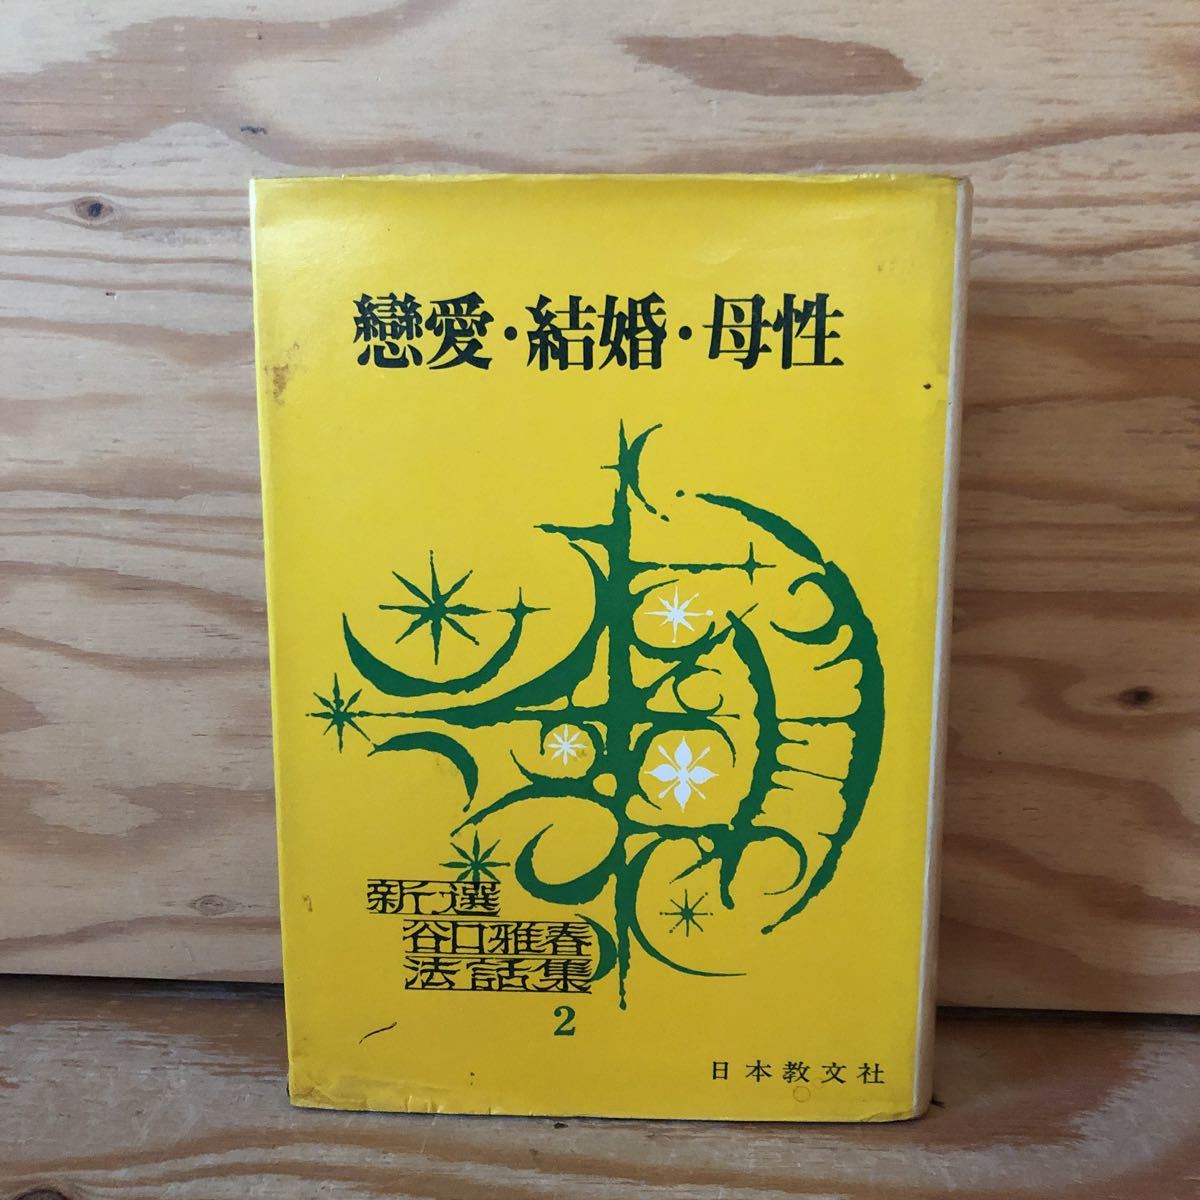 戀愛・結婚・母性
新選
谷口雅春
法話集
2
日本教文社